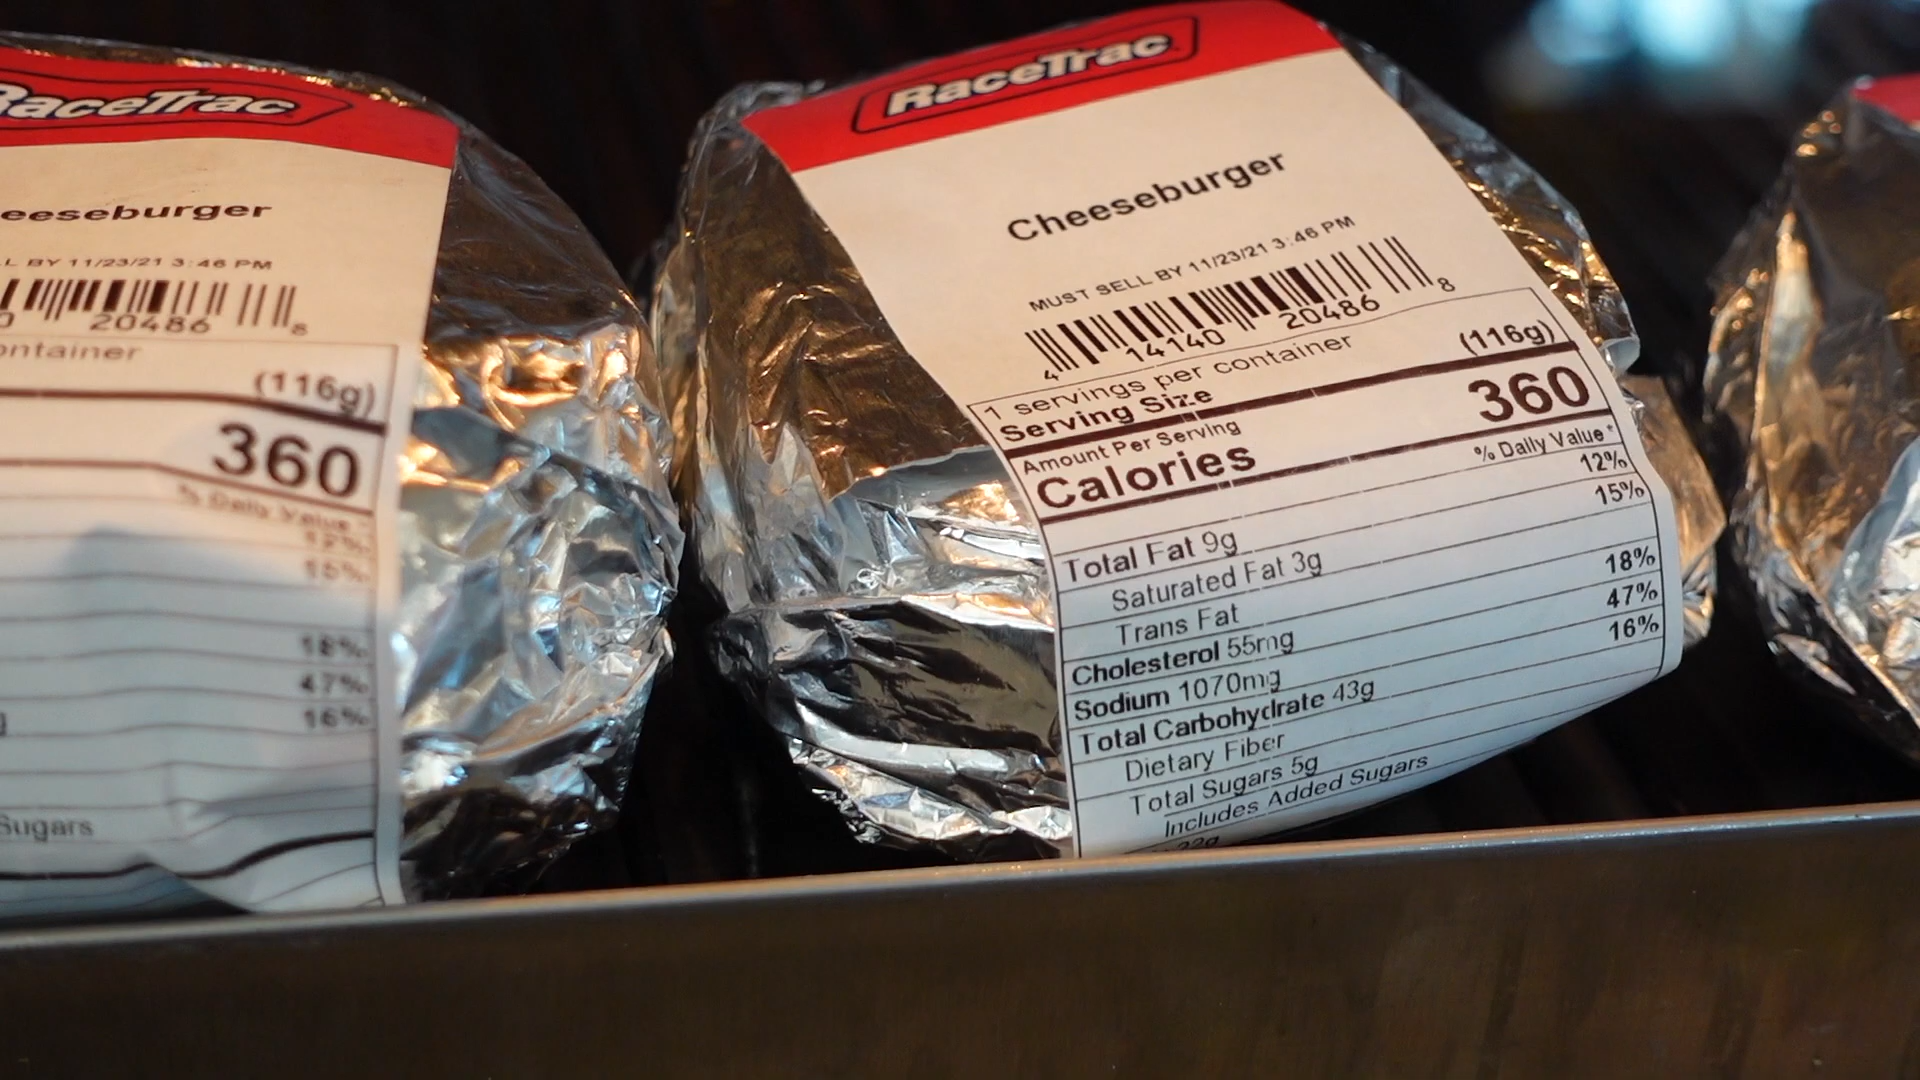 RaceTrac
eeseburger
L BY 11/23/21 3:46 PM
20486 8
ontainer
(116g)
360
% Daily Value*
12%
15%
18%
47%
16%
Sugars
RaceTrac
Cheeseburger
MUST SELL BY 11/23/21 3:46 PM
4 14140 20486 8
1 servings per container
Serving Size (116g)
Amount Per Serving
Calories 360
% Daily Value*
Total Fat 9g 12%
Saturated Fat 3g 15%
Trans Fat
Cholesterol 55mg 18%
Sodium 1070mg 47%
Total Carbohydrate 43g 16%
Dietary Fiber
Total Sugars 5g
Includes Added Sugars
22g